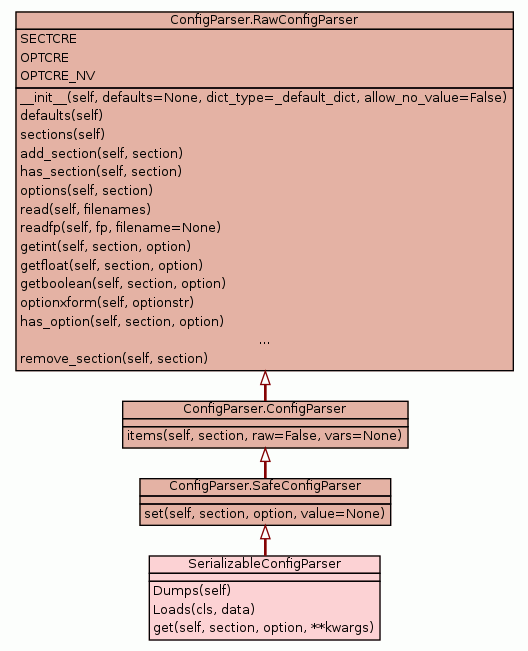 ConfigParser.RawConfigParser
SECTCRE
OPTCRE
OPTCRE_NV
__init__(self, defaults=None, dict_type=_default_dict, allow_no_value=False)
defaults(self)
sections(self)
add_section(self, section)
has_section(self, section)
options(self, section)
read(self, filenames)
readfp(self, fp, filename=None)
getint(self, section, option)
getfloat(self, section, option)
getboolean(self, section, option)
optionxform(self, optionstr)
has_option(self, section, option)
...
remove_section(self, section)
ConfigParser.ConfigParser
items(self, section, raw=False, vars=None)
ConfigParser.SafeConfigParser
set(self, section, option, value=None)
SerializableConfigParser
Dumps(self)
Loads(cls, data)
get(self, section, option, **kwargs)